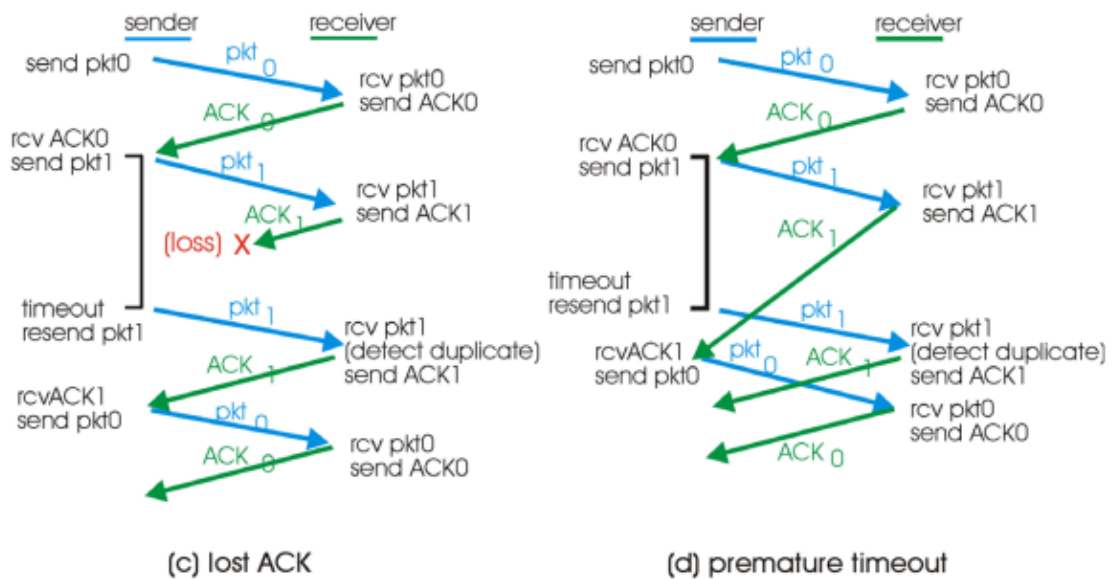 sender
receiver
send pkt0
pkt 0
rcv pkt0
send ACK0
ACK 0
rcv ACK0
send pkt1
pkt 1
rcv pkt1
send ACK1
ACK 1
(loss) X
timeout
resend pkt1
pkt 1
rcv pkt1
(detect duplicate)
send ACK1
ACK 1
rcvACK1
send pkt0
pkt 0
rcv pkt0
send ACK0
ACK 0
(c) lost ACK
sender
receiver
send pkt0
pkt 0
rcv pkt0
send ACK0
ACK 0
rcv ACK0
send pkt1
pkt 1
rcv pkt1
send ACK1
ACK 1
timeout
resend pkt1
pkt 1
rcv pkt1
(detect duplicate)
send ACK1
rcvACK1
send pkt0
pkt 0
ACK 1
rcv pkt0
send ACK0
ACK 0
(d) premature timeout